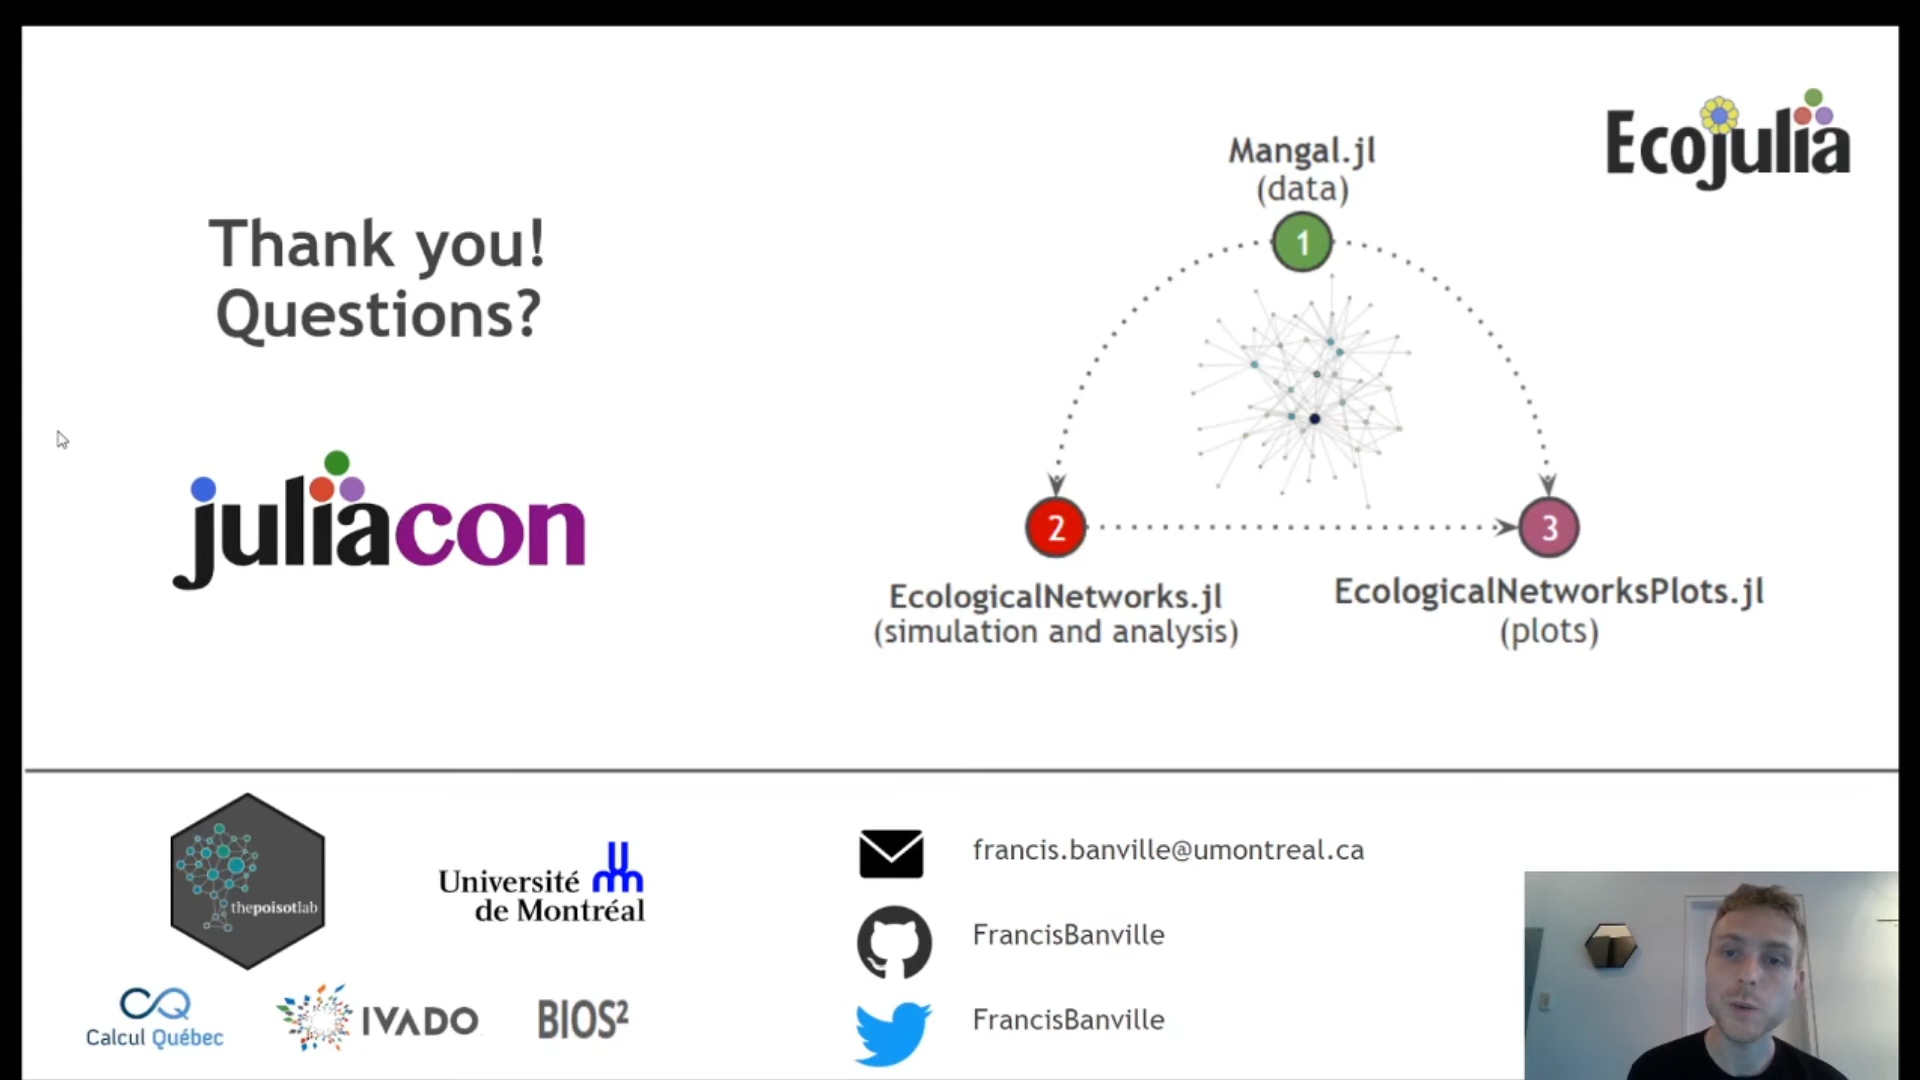 Thank you!
Questions?
juliacon
Ecojulia
Mangal.jl
(data)
1
2
3
EcologicalNetworks.jl
(simulation and analysis)
EcologicalNetworksPlots.jl
(plots)
thepoisotlab
Université
de Montréal
Calcul Québec
IVADO
BIOS²
francis.banville@umontreal.ca
FrancisBanville
FrancisBanville